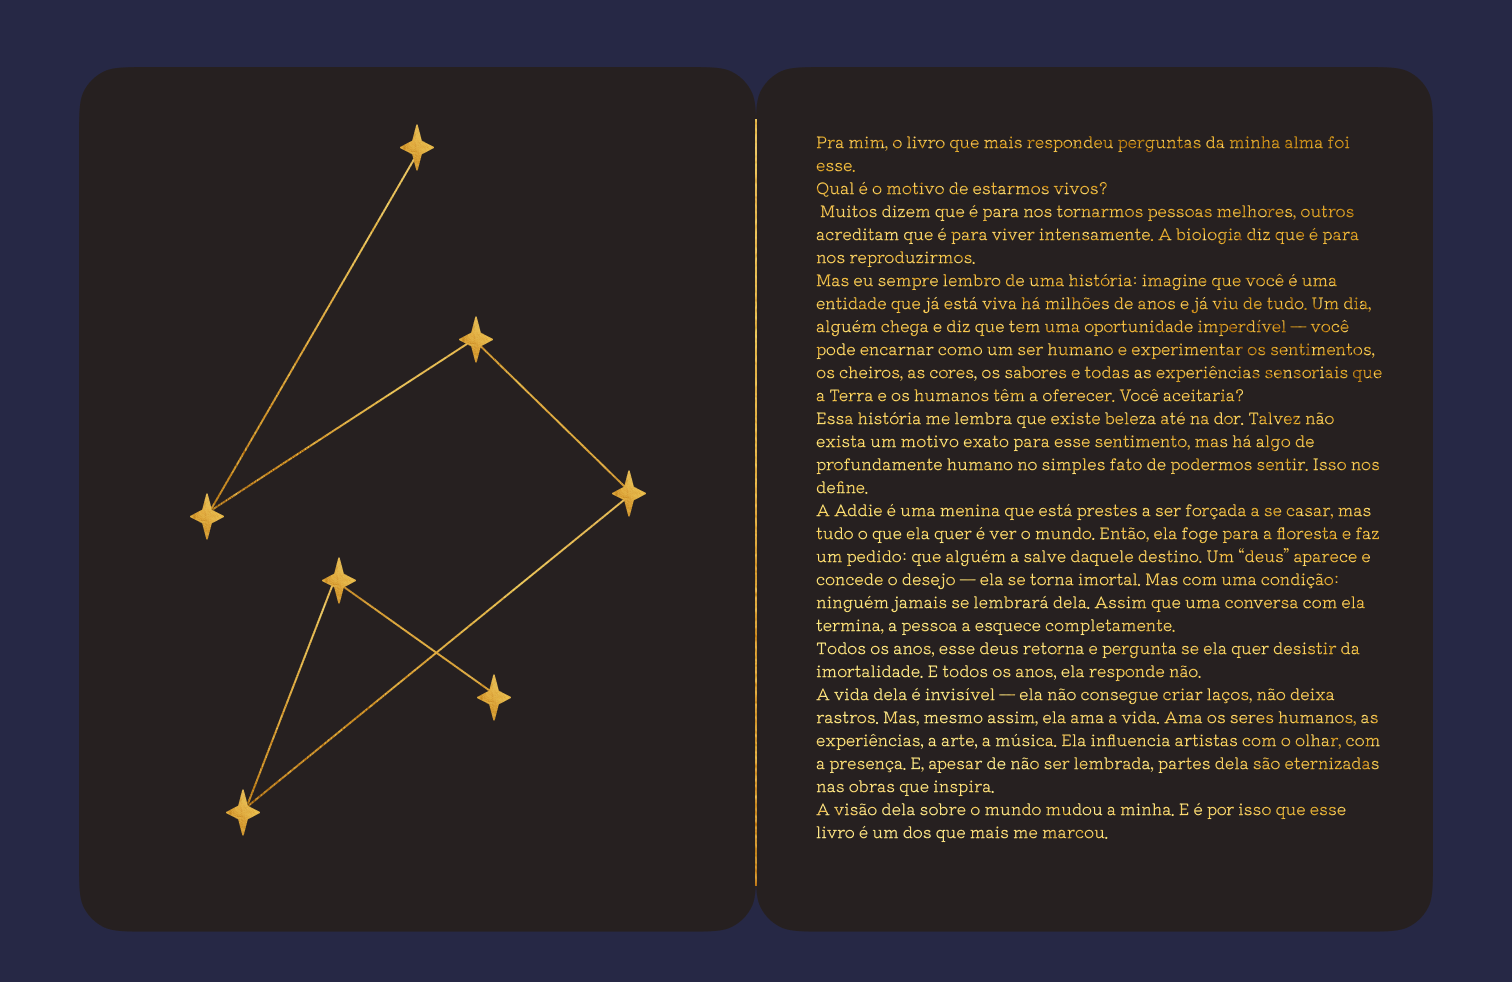 Pra mim, o livro que mais respondeu perguntas da minha alma foi
esse.
Qual é o motivo de estarmos vivos?
Muitos dizem que é para nos tornarmos pessoas melhores, outros
acreditam que é para viver intensamente. A biologia diz que é para
nos reproduzirmos.
Mas eu sempre lembro de uma história: imagine que você é uma
entidade que já está viva há milhões de anos e já viu de tudo. Um dia,
alguém chega e diz que tem uma oportunidade imperdível — você
pode encarnar como um ser humano e experimentar os sentimentos,
os cheiros, as cores, os sabores e todas as experiências sensoriais que
a Terra e os humanos têm a oferecer. Você aceitaria?
Essa história me lembra que existe beleza até na dor. Talvez não
exista um motivo exato para esse sentimento, mas há algo de
profundamente humano no simples fato de podermos sentir. Isso nos
define.
A Addie é uma menina que está prestes a ser forçada a se casar, mas
tudo o que ela quer é ver o mundo. Então, ela foge para a floresta e faz
um pedido: que alguém a salve daquele destino. Um “deus” aparece e
concede o desejo — ela se torna imortal. Mas com uma condição:
ninguém jamais se lembrará dela. Assim que uma conversa com ela
termina, a pessoa a esquece completamente.
Todos os anos, esse deus retorna e pergunta se ela quer desistir da
imortalidade. E todos os anos, ela responde não.
A vida dela é invisível — ela não consegue criar laços, não deixa
rastros. Mas, mesmo assim, ela ama a vida. Ama os seres humanos, as
experiências, a arte, a música. Ela influencia artistas com o olhar, com
a presença. E, apesar de não ser lembrada, partes dela são eternizadas
nas obras que inspira.
A visão dela sobre o mundo mudou a minha. E é por isso que esse
livro é um dos que mais me marcou.